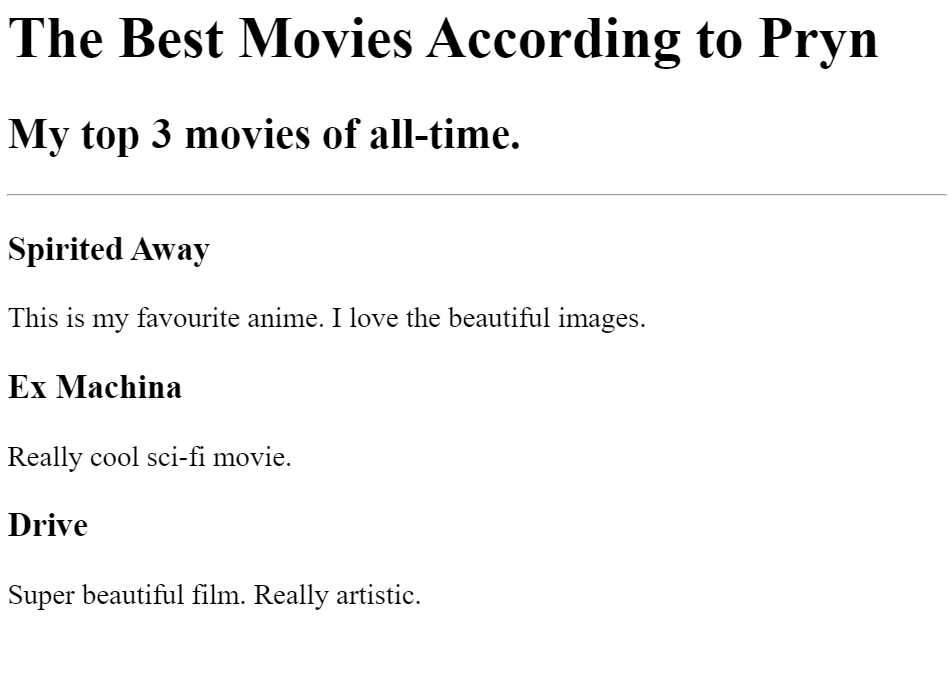 The Best Movies According to Pryn
My top 3 movies of all-time.
Spirited Away
This is my favourite anime. I love the beautiful images.
Ex Machina
Really cool sci-fi movie.
Drive
Super beautiful film. Really artistic.